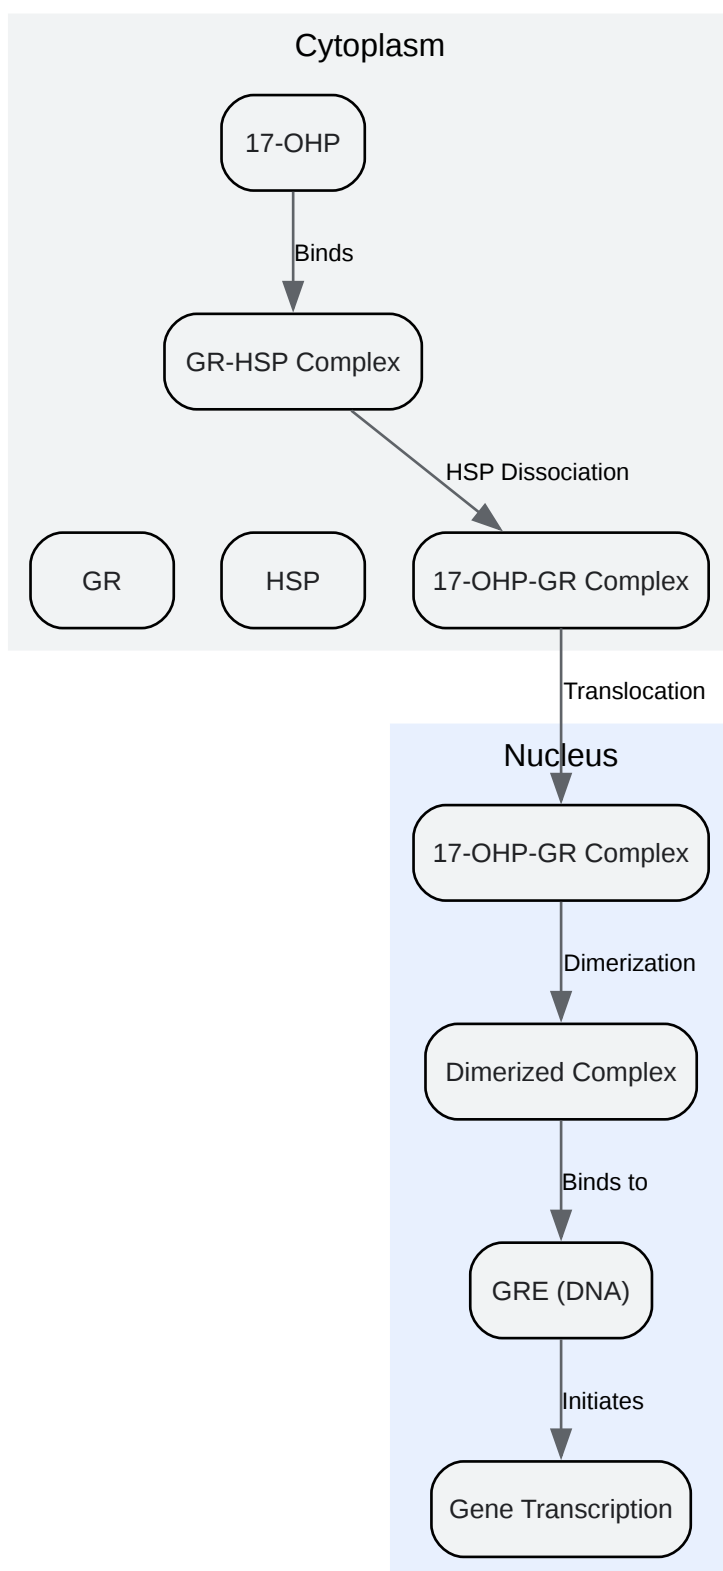 Cytoplasm
17-OHP
Binds
GR-HSP Complex
HSP Dissociation
GR
HSP
17-OHP-GR Complex
Translocation
Nucleus
17-OHP-GR Complex
Dimerization
Dimerized Complex
Binds to
GRE (DNA)
Initiates
Gene Transcription